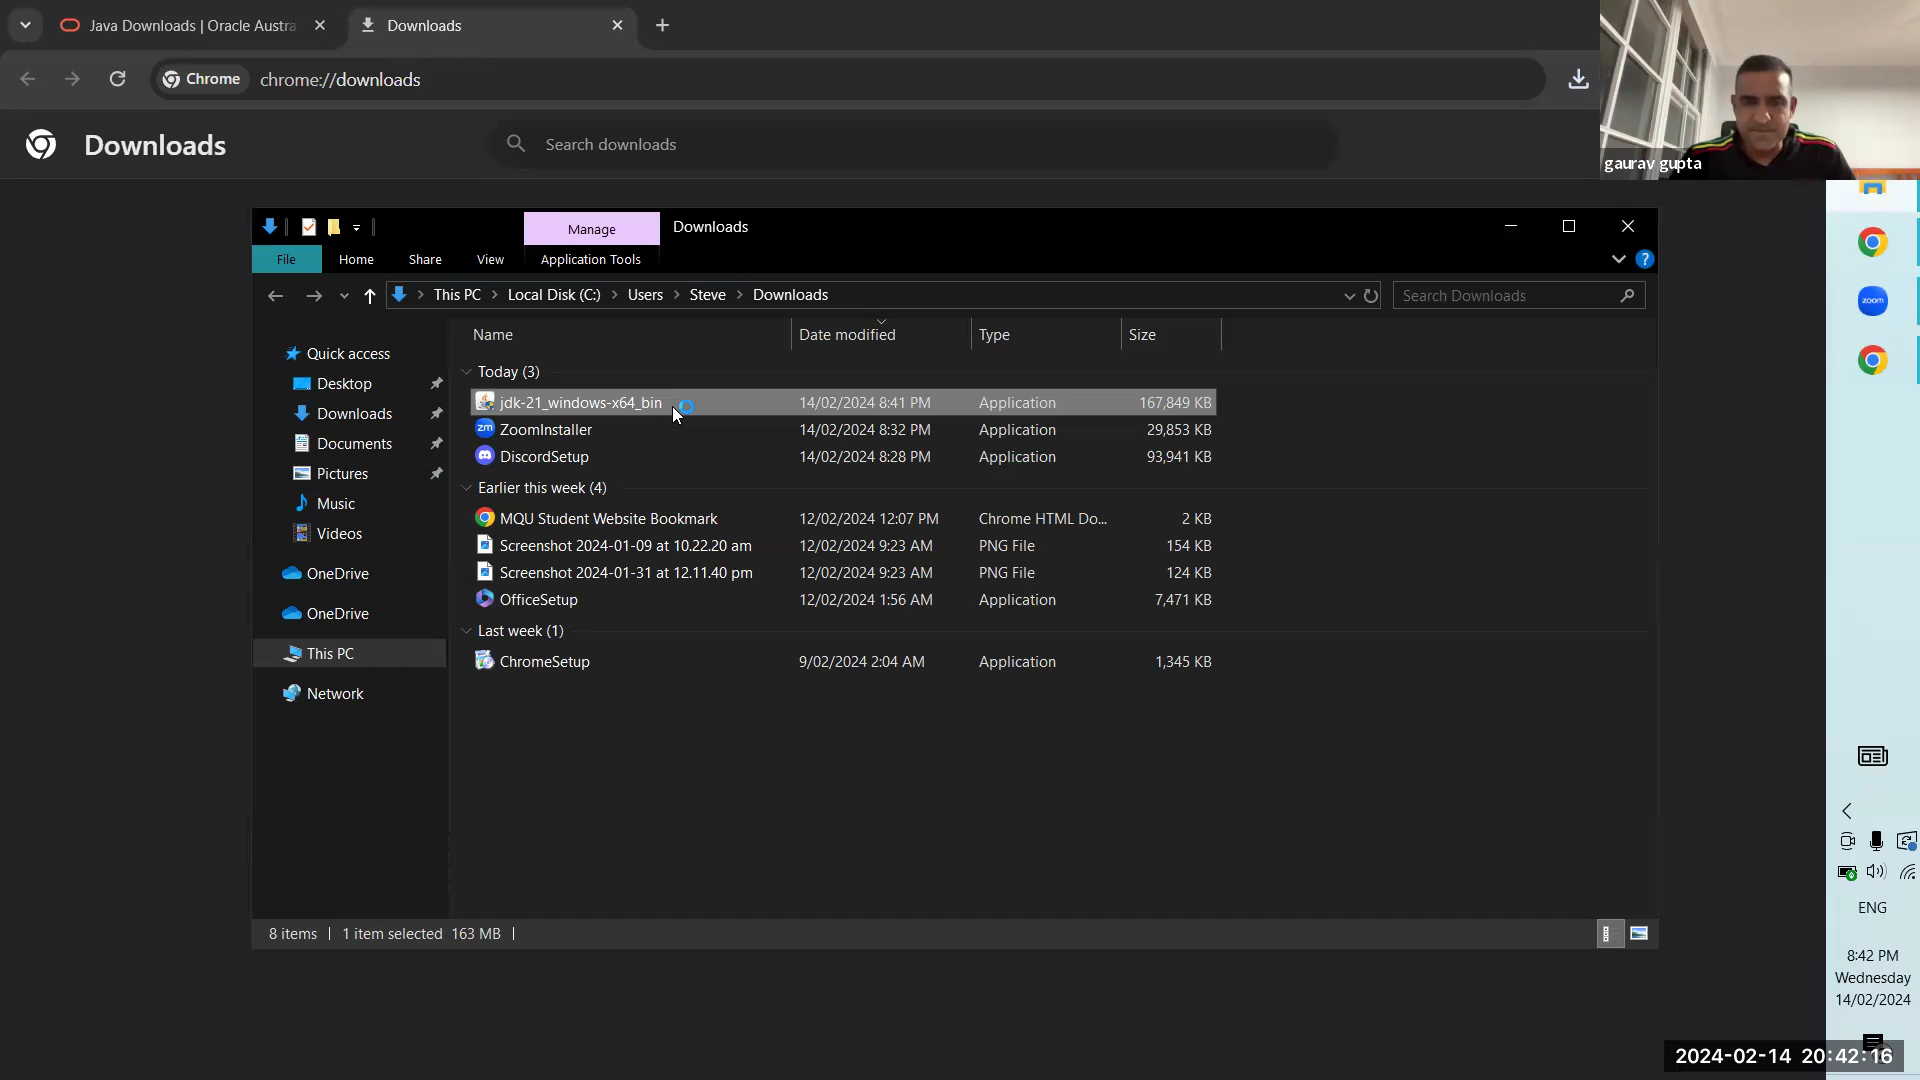 Java Downloads | Oracle Austra
Downloads
Chrome
chrome://downloads
Downloads
Search downloads
gaurav gupta
Manage
Downloads
File
Home
Share
View
Application Tools
This PC
Local Disk (C:)
Users
Steve
Downloads
Search Downloads
Name
Date modified
Type
Size
Quick access
Desktop
Downloads
Documents
Pictures
Music
Videos
OneDrive
OneDrive
This PC
Network
Today (3)
jdk-21_windows-x64_bin 14/02/2024 8:41 PM Application 167,849 KB
ZoomInstaller 14/02/2024 8:32 PM Application 29,853 KB
DiscordSetup 14/02/2024 8:28 PM Application 93,941 KB
Earlier this week (4)
MQU Student Website Bookmark 12/02/2024 12:07 PM Chrome HTML Do... 2 KB
Screenshot 2024-01-09 at 10.22.20 am 12/02/2024 9:23 AM PNG File 154 KB
Screenshot 2024-01-31 at 12.11.40 pm 12/02/2024 9:23 AM PNG File 124 KB
OfficeSetup 12/02/2024 1:56 AM Application 7,471 KB
Last week (1)
ChromeSetup 9/02/2024 2:04 AM Application 1,345 KB
8 items
1 item selected 163 MB
zoom
ENG
8:42 PM
Wednesday
14/02/2024
2024-02-14 20:42:16